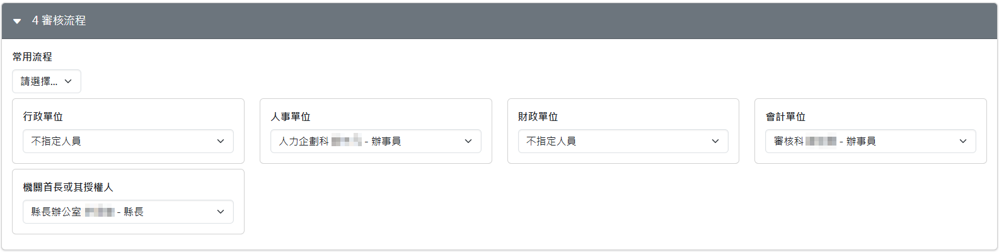 4 審核流程
常用流程
請選擇...
行政單位
不指定人員
人事單位
人力企劃科 - 辦事員
財政單位
不指定人員
會計單位
審核科 - 辦事員
機關首長或其授權人
縣長辦公室 - 縣長